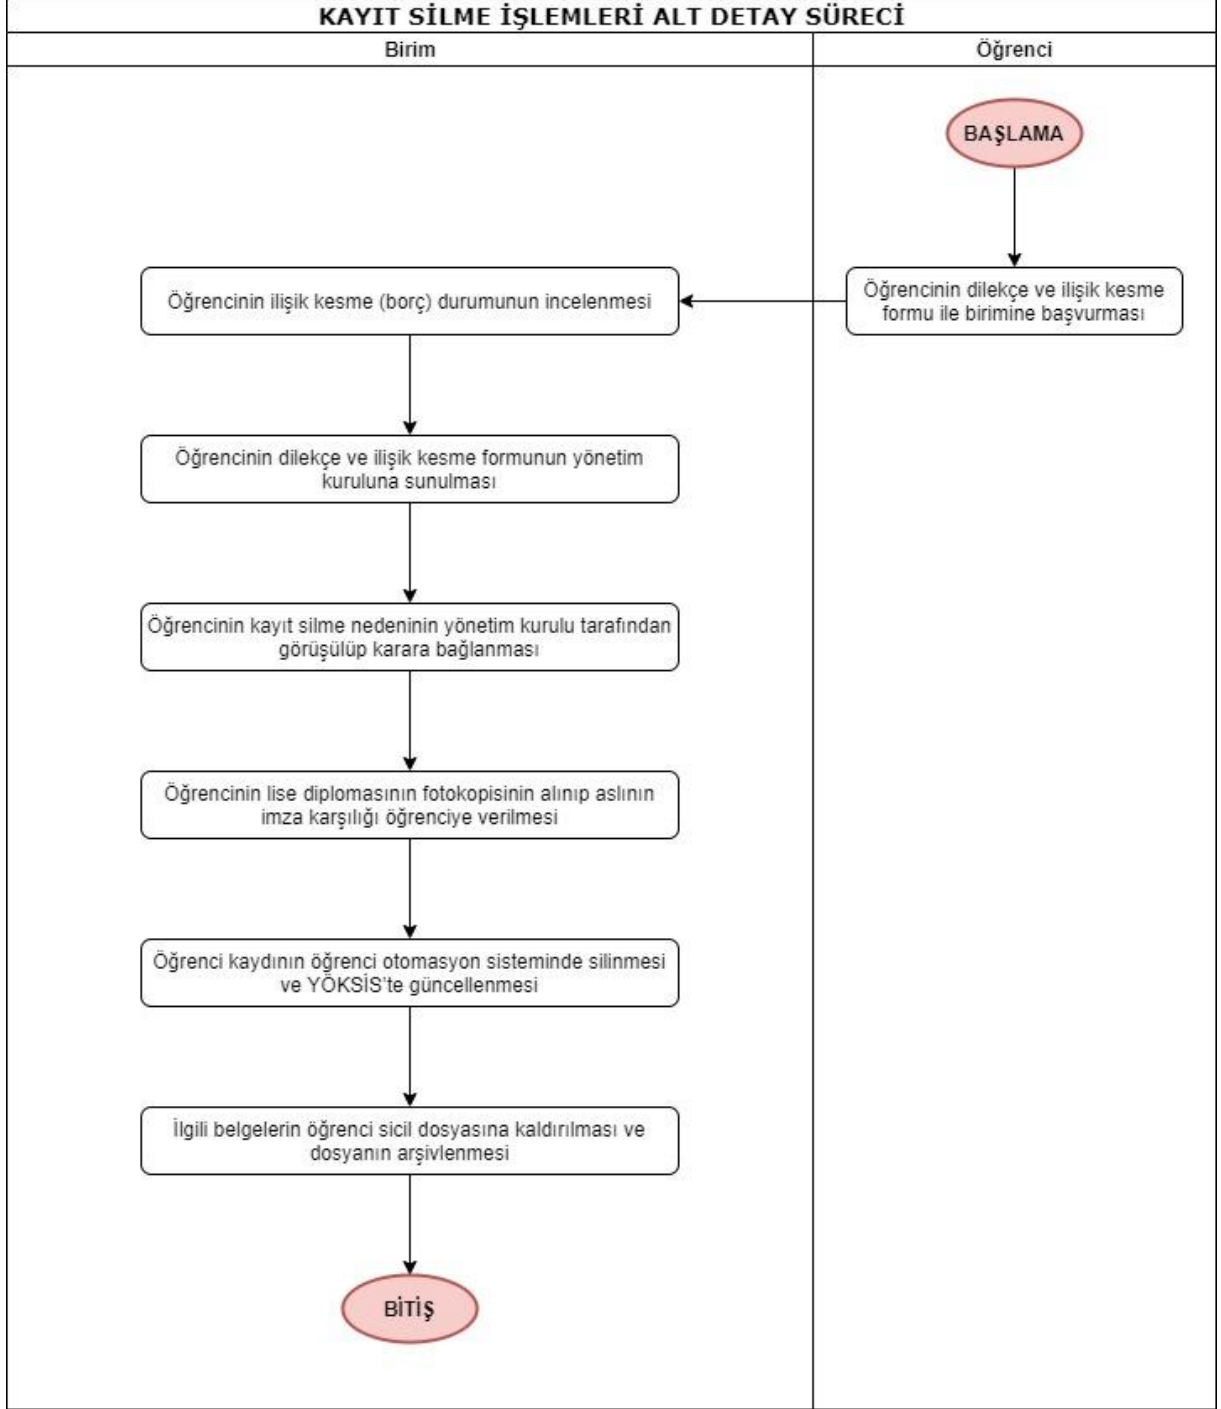 KAYIT SİLME İŞLEMLERİ ALT DETAY SÜRECİ
Birim
Öğrenci
BAŞLAMA
Öğrencinin dilekçe ve ilişik kesme
formu ile birimine başvurması
Öğrencinin ilişik kesme (borç) durumunun incelenmesi
Öğrencinin dilekçe ve ilişik kesme formunun yönetim
kuruluna sunulması
Öğrencinin kayıt silme nedeninin yönetim kurulu tarafından
görüşülüp karara bağlanması
Öğrencinin lise diplomasının fotokopisinin alınıp aslının
imza karşılığı öğrenciye verilmesi
Öğrenci kaydının öğrenci otomasyon sisteminde silinmesi
ve YÖKSİS'te güncellenmesi
İlgili belgelerin öğrenci sicil dosyasına kaldırılması ve
dosyanın arşivlenmesi
BİTİŞ